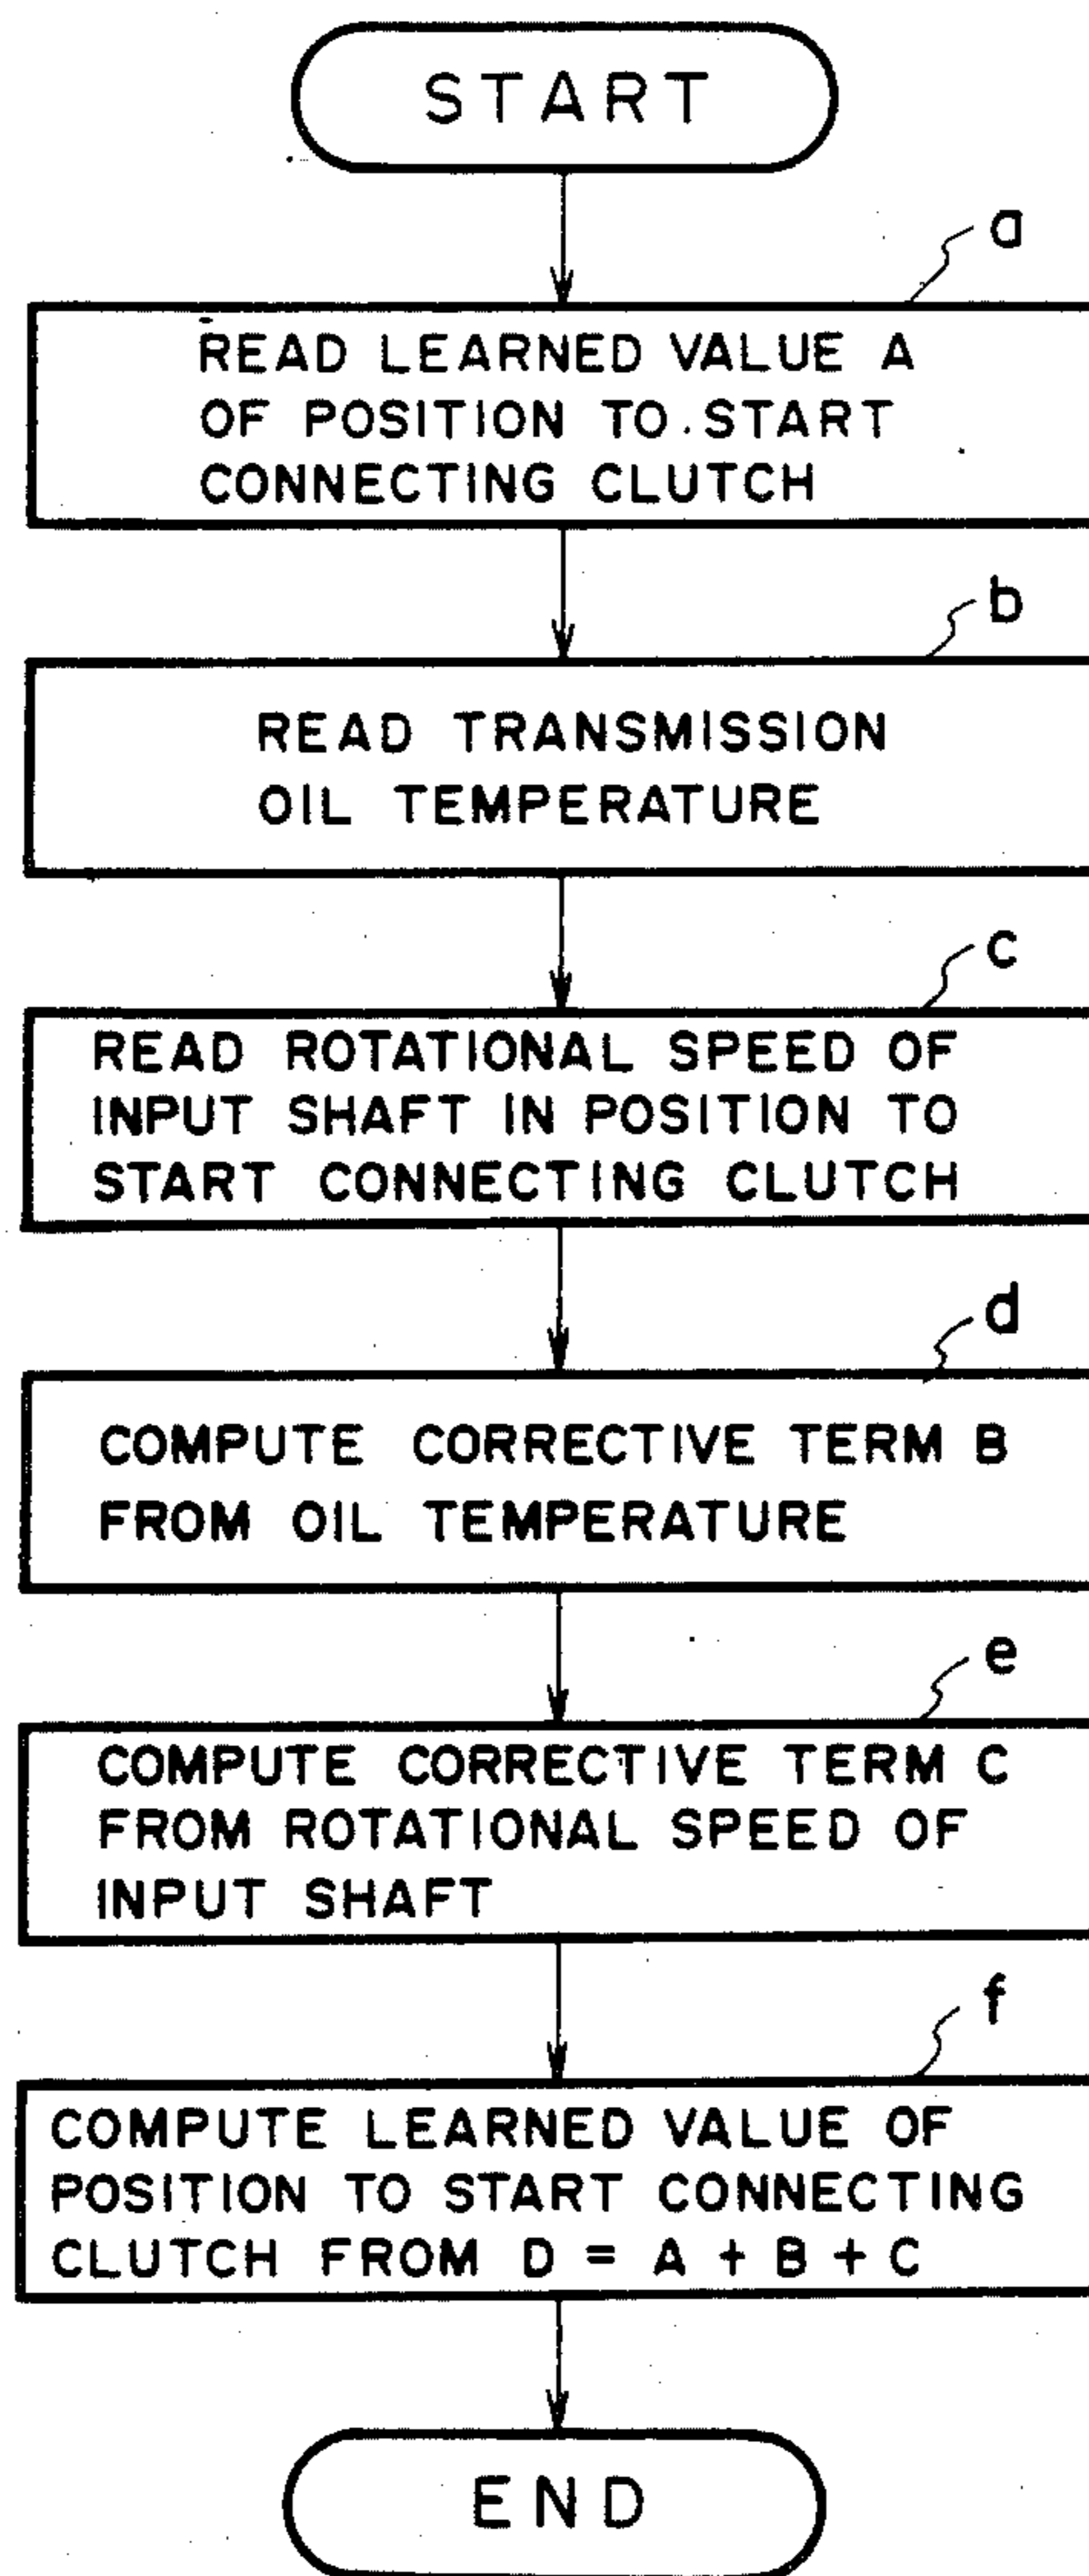 START
a
READ LEARNED VALUE A
OF POSITION TO START
CONNECTING CLUTCH
b
READ TRANSMISSION
OIL TEMPERATURE
c
READ ROTATIONAL SPEED OF
INPUT SHAFT IN POSITION TO
START CONNECTING CLUTCH
d
COMPUTE CORRECTIVE TERM B
FROM OIL TEMPERATURE
e
COMPUTE CORRECTIVE TERM C
FROM ROTATIONAL SPEED OF
INPUT SHAFT
f
COMPUTE LEARNED VALUE OF
POSITION TO START CONNECTING
CLUTCH FROM D = A + B + C
END